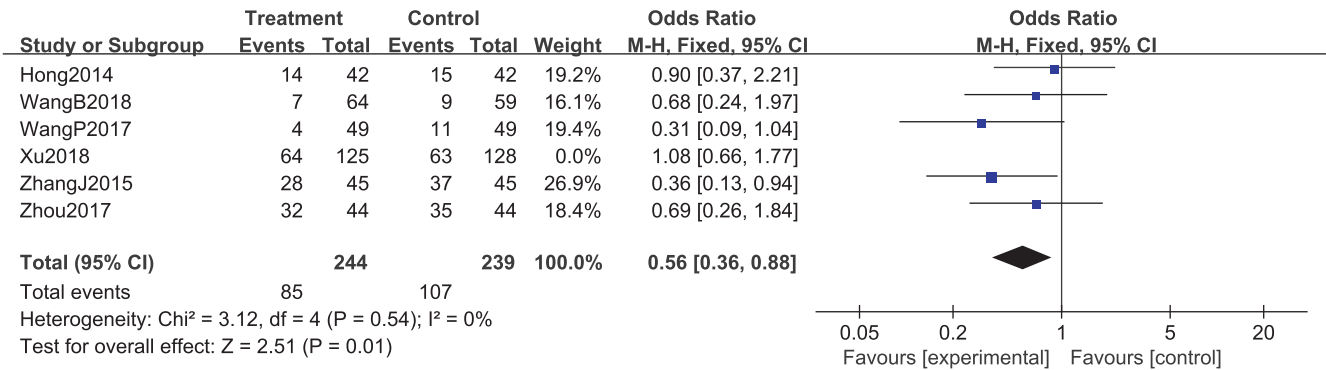 Treatment Control Odds Ratio Odds Ratio
Study or Subgroup Events Total Events Total Weight M-H, Fixed, 95% CI M-H, Fixed, 95% CI
Hong2014 14 42 15 42 19.2% 0.90 [0.37, 2.21]
WangB2018 7 64 9 59 16.1% 0.68 [0.24, 1.97]
WangP2017 4 49 11 49 19.4% 0.31 [0.09, 1.04]
Xu2018 64 125 63 128 0.0% 1.08 [0.66, 1.77]
ZhangJ2015 28 45 37 45 26.9% 0.36 [0.13, 0.94]
Zhou2017 32 44 35 44 18.4% 0.69 [0.26, 1.84]
Total (95% CI) 244 239 100.0% 0.56 [0.36, 0.88]
Total events 85 107
Heterogeneity: Chi² = 3.12, df = 4 (P = 0.54); I² = 0%
Test for overall effect: Z = 2.51 (P = 0.01)
0.05 0.2 1 5 20
Favours [experimental] Favours [control]